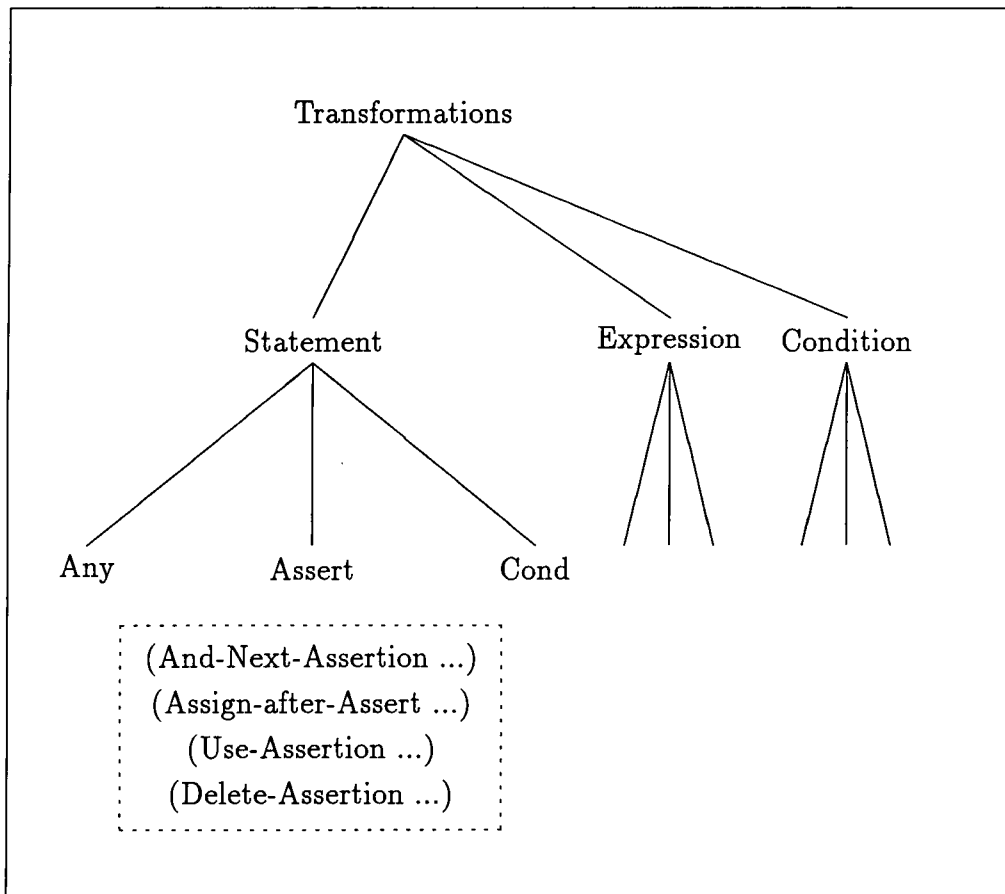 Transformations
Statement
Expression
Condition
Any
Assert
Cond
(And-Next-Assertion ...)
(Assign-after-Assert ...)
(Use-Assertion ...)
(Delete-Assertion ...)